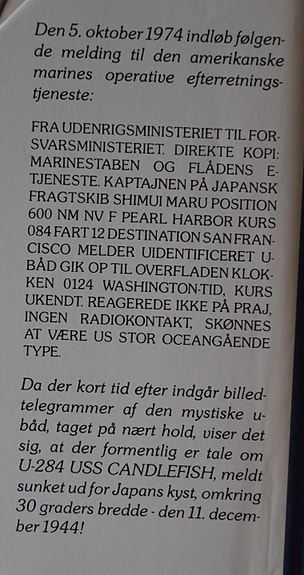 Den 5. oktober 1974 indløb følgen-
de melding til den amerikanske
marines operative efterretnings-
tjeneste:
FRA UDENRIGSMINISTERIET TIL FOR-
SVARSMINISTERIET. DIREKTE KOPI:
MARINESTABEN OG FLÅDENS E-
TJENESTE. KAPTAJNEN PÅ JAPANSK
FRAGTSKIB SHIMUI MARU POSITION
600 NM NV F PEARL HARBOR KURS
084 FART 12 DESTINATION SAN FRAN-
CISCO MELDER UIDENTIFICERET U-
BÅD GIK OP TIL OVERFLADEN KLOK-
KEN 0124 WASHINGTON-TID, KURS
UKENDT. REAGEREDE IKKE PÅ PRAJ,
INGEN RADIOKONTAKT, SKØNNES
AT VÆRE US STOR OCEANGÅENDE
TYPE.
Da der kort tid efter indgår billed-
telegrammer af den mystiske u-
båd, taget på nært hold, viser det
sig, at der formentlig er tale om
U-284 USS CANDLEFISH, meldt
sunket ud for Japans kyst, omkring
30 graders bredde - den 11. decem-
ber 1944!